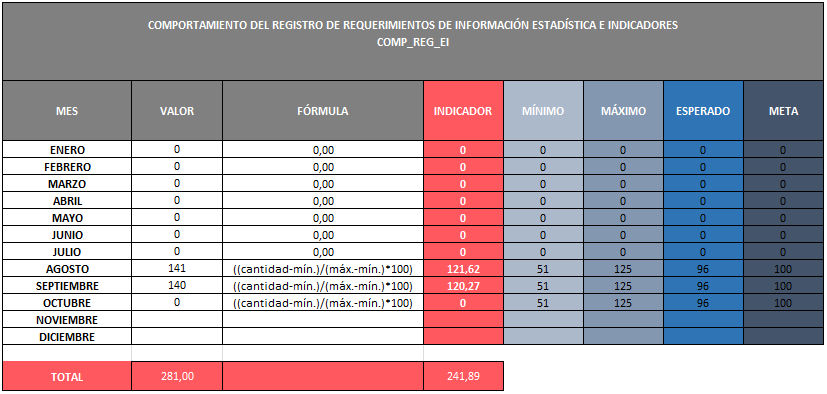 COMPORTAMIENTO DEL REGISTRO DE REQUERIMIENTOS DE INFORMACIÓN ESTADÍSTICA E INDICADORES
COMP_REG_EI
MES VALOR FÓRMULA INDICADOR MÍNIMO MÁXIMO ESPERADO META
ENERO 0 0,00 0 0 0 0 0
FEBRERO 0 0,00 0 0 0 0 0
MARZO 0 0,00 0 0 0 0 0
ABRIL 0 0,00 0 0 0 0 0
MAYO 0 0,00 0 0 0 0 0
JUNIO 0 0,00 0 0 0 0 0
JULIO 0 0,00 0 0 0 0 0
AGOSTO 141 ((cantidad-mín.)/(máx.-mín.)*100) 121,62 51 125 96 100
SEPTIEMBRE 140 ((cantidad-mín.)/(máx.-mín.)*100) 120,27 51 125 96 100
OCTUBRE 0 ((cantidad-mín.)/(máx.-mín.)*100) 0 51 125 96 100
NOVIEMBRE
DICIEMBRE
TOTAL 281,00 241,89